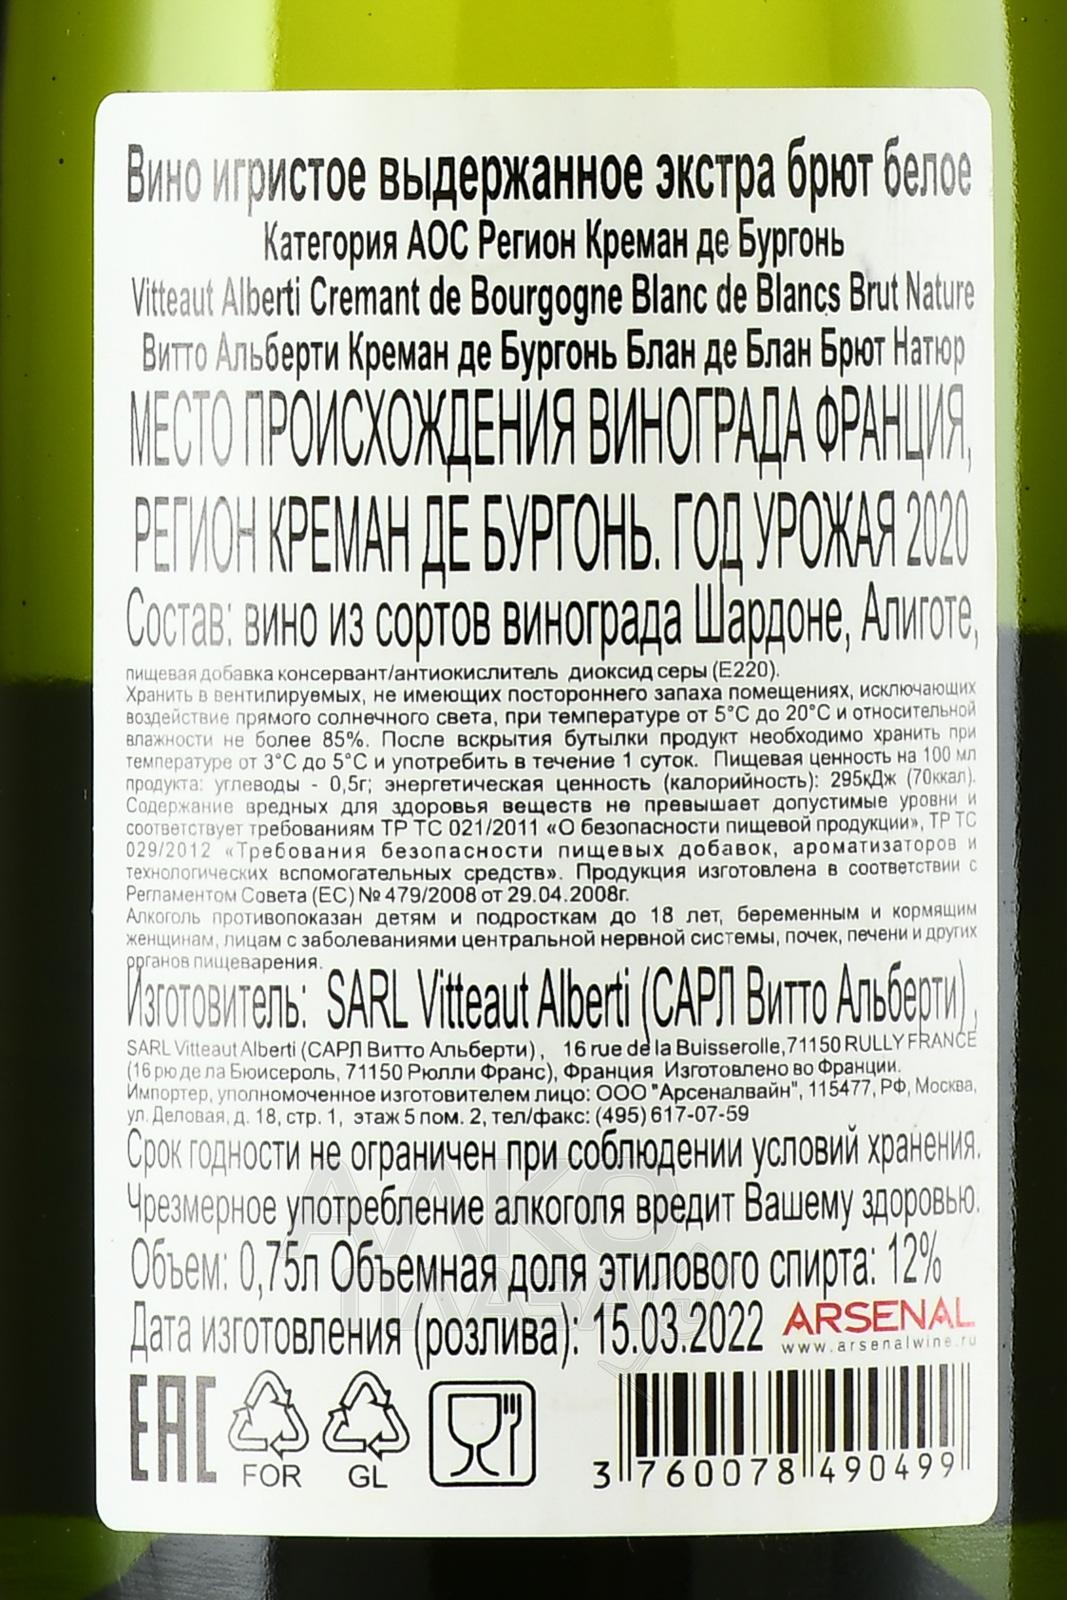 Вино игристое выдержанное экстра брют белое
Категория АОС Регион Креман де Бургонь
Vitteaut Alberti Cremant de Bourgogne Blanc de Blancs Brut Nature
Витто Альберти Креман де Бургонь Блан де Блан Брют Натюр
МЕСТО ПРОИСХОЖДЕНИЯ ВИНОГРАДА ФРАНЦИЯ,
РЕГИОН КРЕМАН ДЕ БУРГОНЬ. ГОД УРОЖАЯ 2020
Состав: вино из сортов винограда Шардоне, Алиготе,
пищевая добавка консервант/антиокислитель диоксид серы (Е220).
Хранить в вентилируемых, не имеющих постороннего запаха помещениях, исключающих
воздействие прямого солнечного света, при температуре от 5°С до 20°С и относительной
влажности не более 85%. После вскрытия бутылки продукт необходимо хранить при
температуре от 3°С до 5°С и употребить в течение 1 суток. Пищевая ценность на 100 мл
продукта: углеводы - 0,5г; энергетическая ценность (калорийность): 295кДж (70ккал).
Содержание вредных для здоровья веществ не превышает допустимые уровни и
соответствует требованиям ТР ТС 021/2011 «О безопасности пищевой продукции», ТР ТС
029/2012 «Требования безопасности пищевых добавок, ароматизаторов и
технологических вспомогательных средств». Продукция изготовлена в соответствии с
Регламентом Совета (ЕС) № 479/2008 от 29.04.2008г.
Алкоголь противопоказан детям и подросткам до 18 лет, беременным и кормящим
женщинам, лицам с заболеваниями центральной нервной системы, почек, печени и других
органов пищеварения.
Изготовитель: SARL Vitteaut Alberti (САРЛ Витто Альберти),
SARL Vitteaut Alberti (САРЛ Витто Альберти), 16 rue de la Buisserolle, 71150 RULLY FRANCE
(16 рю де ла Бюисероль, 71150 Рюлли Франс), Франция Изготовлено во Франции.
Импортер, уполномоченное изготовителем лицо: ООО "Арсеналвайн", 115477, РФ, Москва,
ул. Деловая, д. 18, стр. 1, этаж 5 пом. 2, тел/факс: (495) 617-07-59
Срок годности не ограничен при соблюдении условий хранения.
Чрезмерное употребление алкоголя вредит Вашему здоровью.
Объем: 0,75л Объемная доля этилового спирта: 12%
Дата изготовления (розлива): 15.03.2022 ARSENAL
www.arsenalwine.ru
EAC FOR GL
3 760078 490499
АЛКО
ПЛАЗА.ru